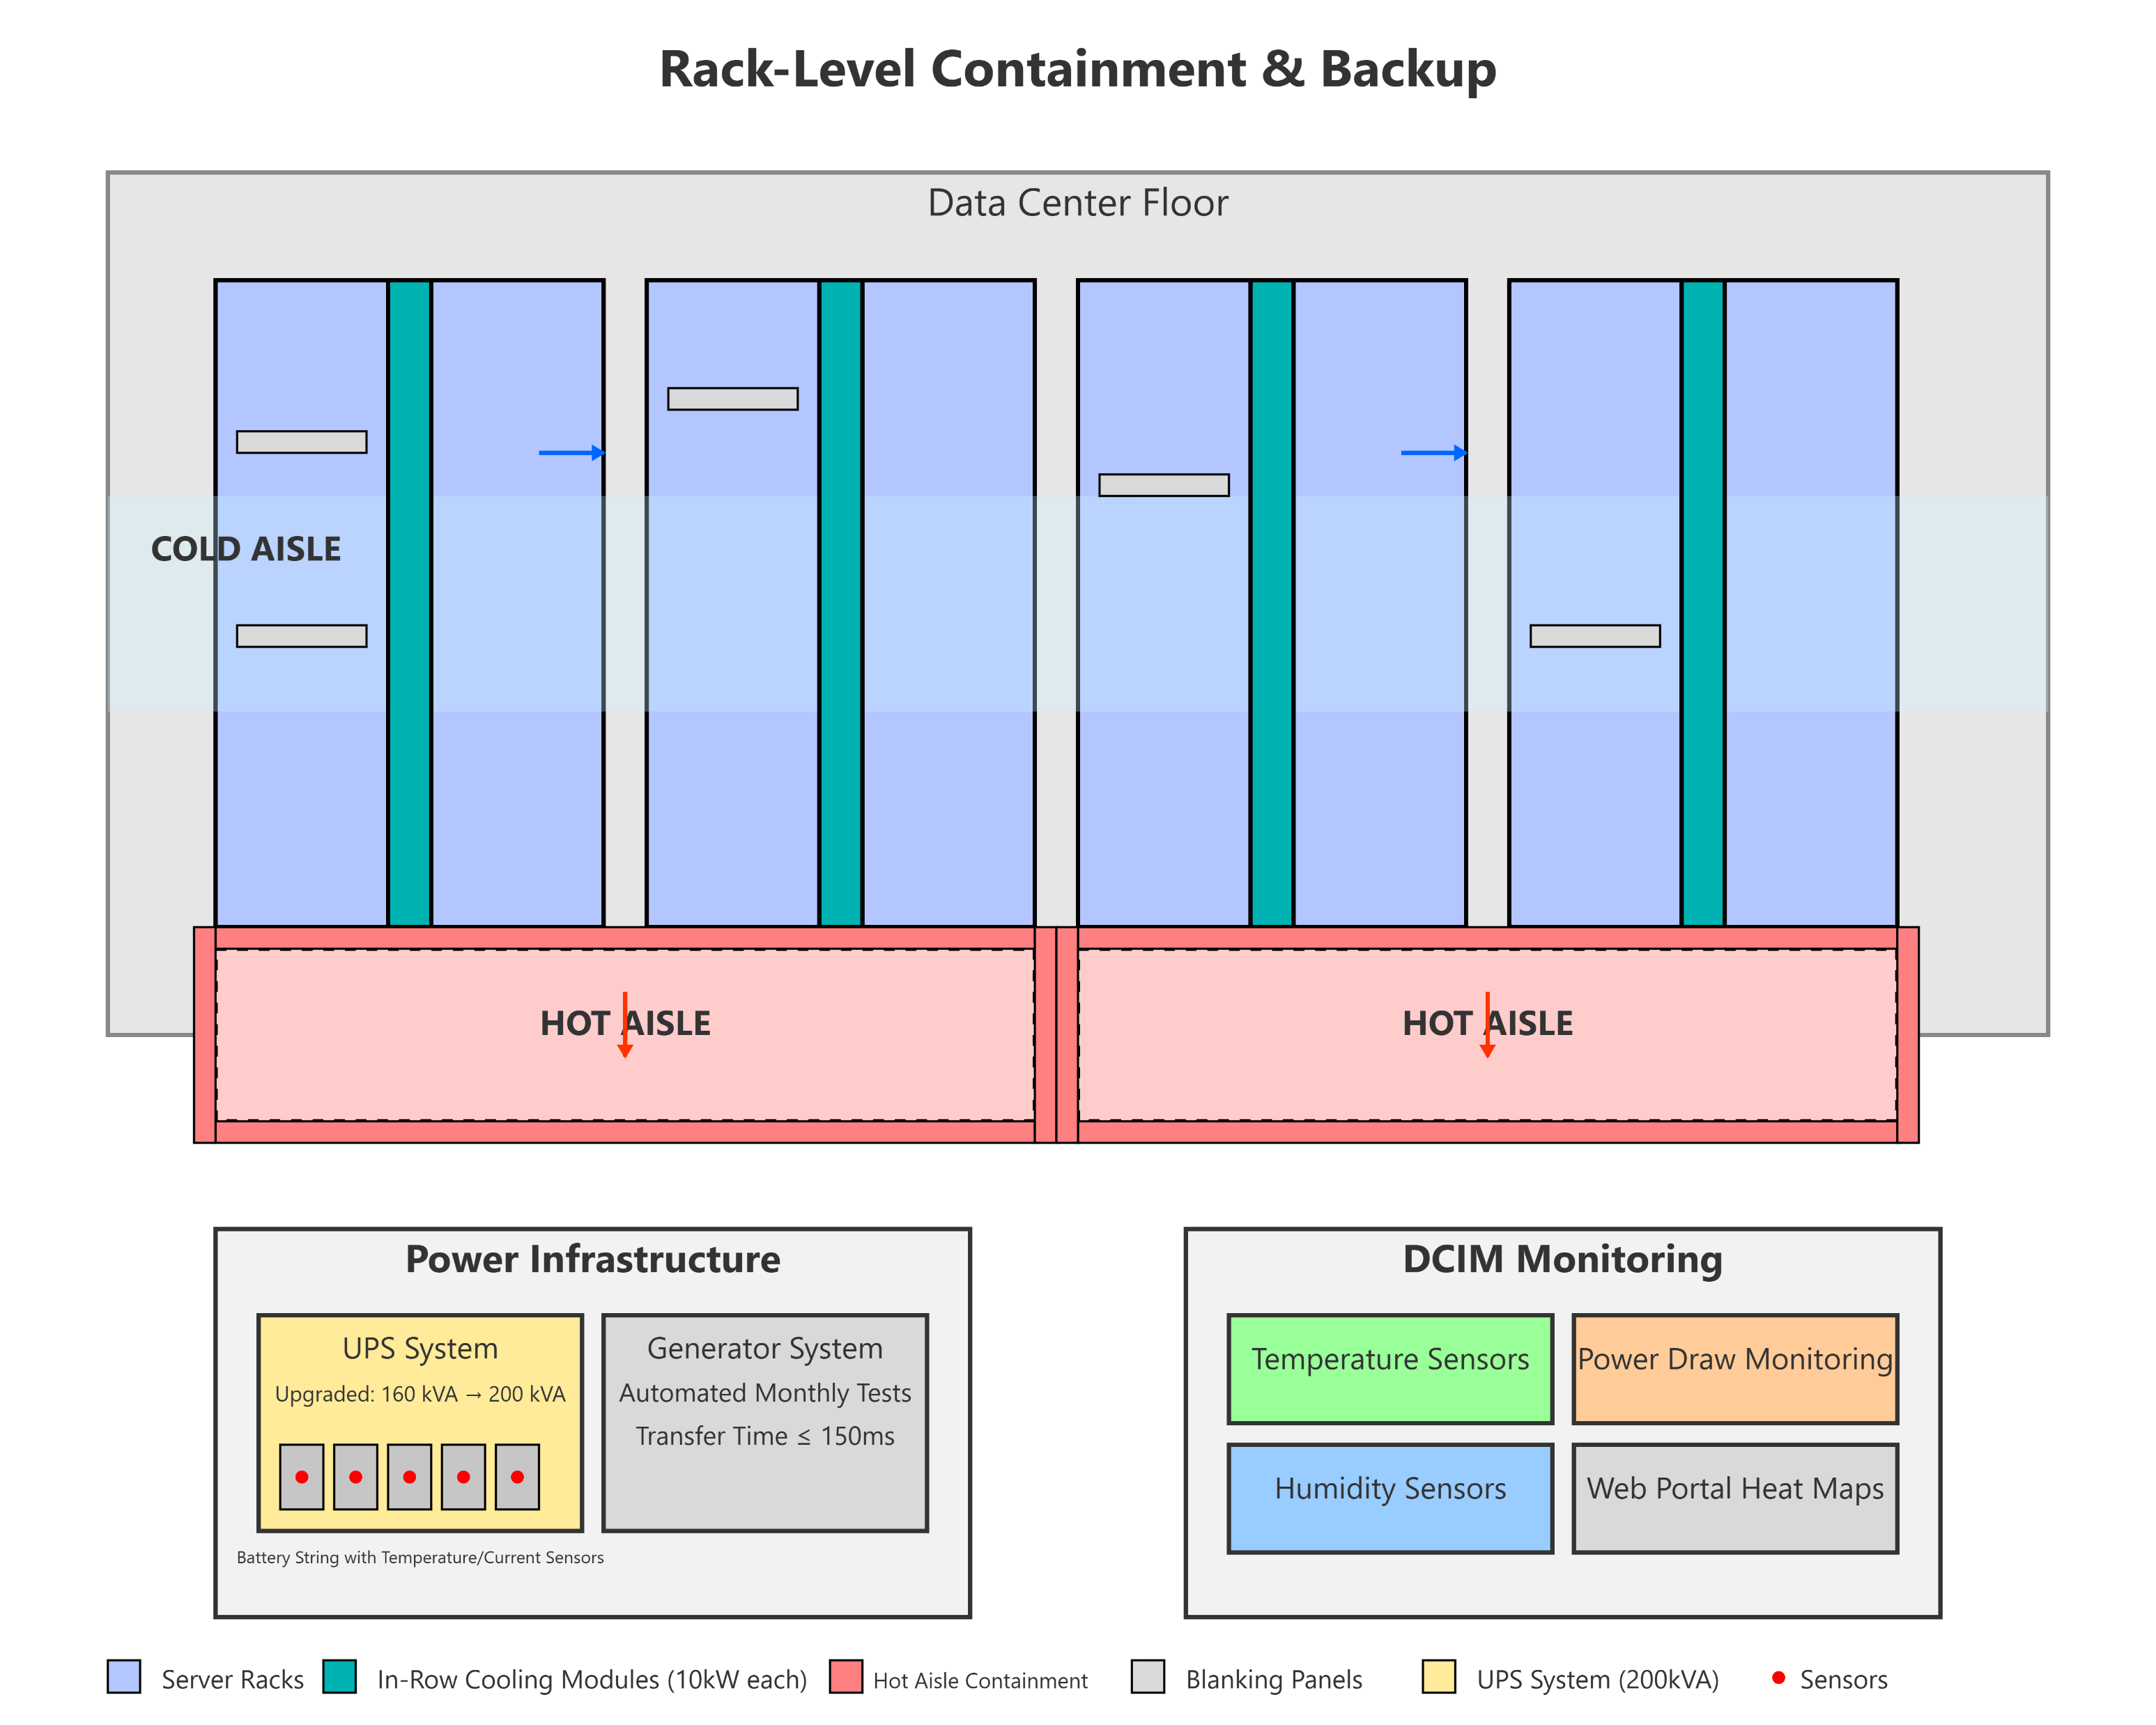 Rack-Level Containment & Backup
Data Center Floor
COLD AISLE
HOT AISLE
HOT AISLE
Power Infrastructure
UPS System
Upgraded: 160 kVA → 200 kVA
Battery String with Temperature/Current Sensors
Generator System
Automated Monthly Tests
Transfer Time ≤ 150ms
DCIM Monitoring
Temperature Sensors
Power Draw Monitoring
Humidity Sensors
Web Portal Heat Maps
Server Racks
In-Row Cooling Modules (10kW each)
Hot Aisle Containment
Blanking Panels
UPS System (200kVA)
Sensors